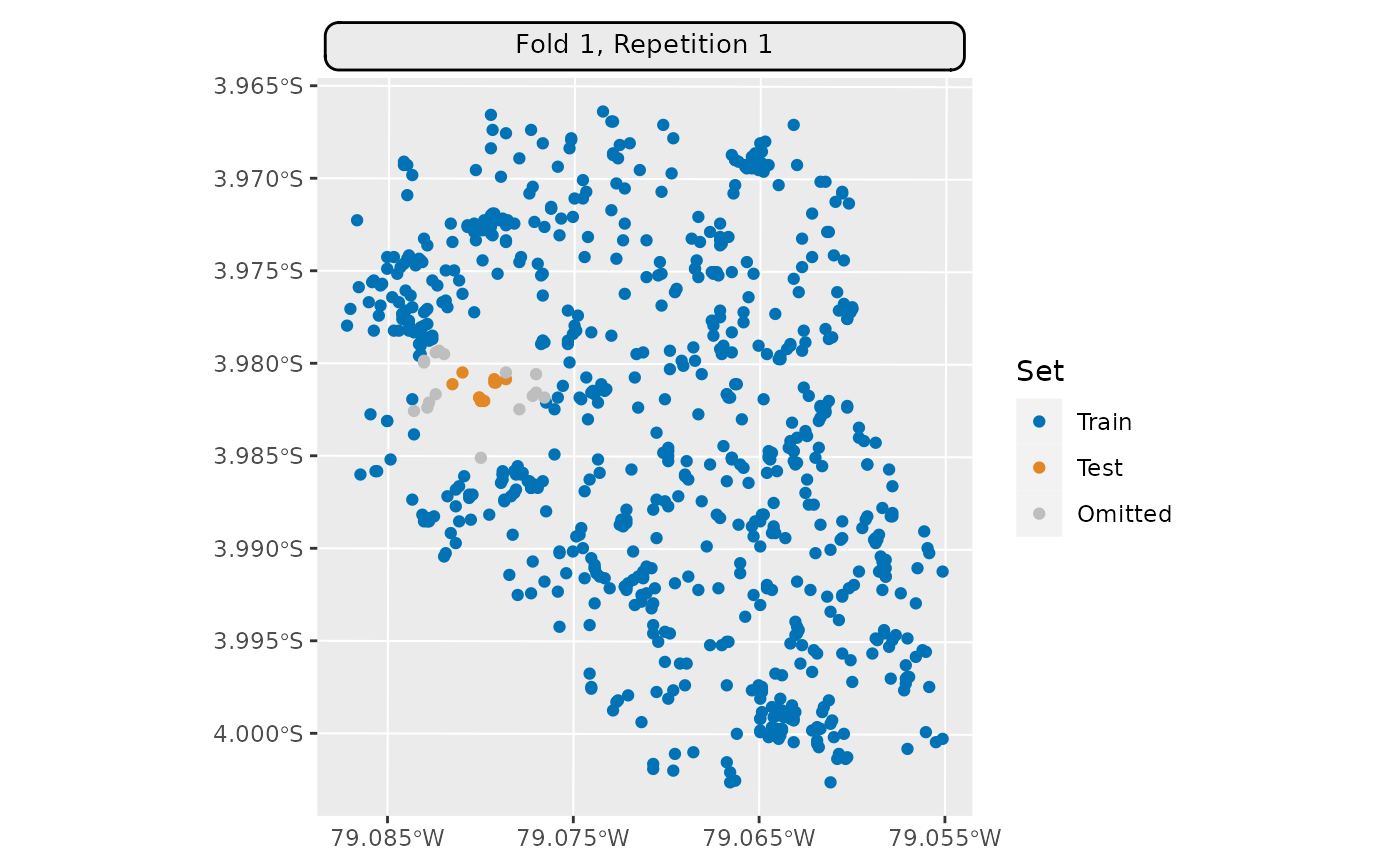 Fold 1, Repetition 1
3.965°S
3.970°S
3.975°S
3.980°S
3.985°S
3.990°S
3.995°S
4.000°S
79.085°W 79.075°W 79.065°W 79.055°W
Set
Train
Test
Omitted